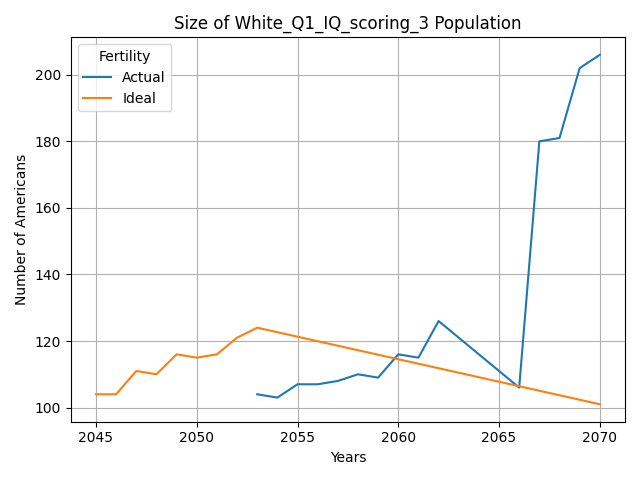 Size of White_Q1_IQ_scoring_3 Population
Fertility
Actual
Ideal
200
180
160
140
120
100
Number of Americans
2045
2050
2055
2060
2065
2070
Years